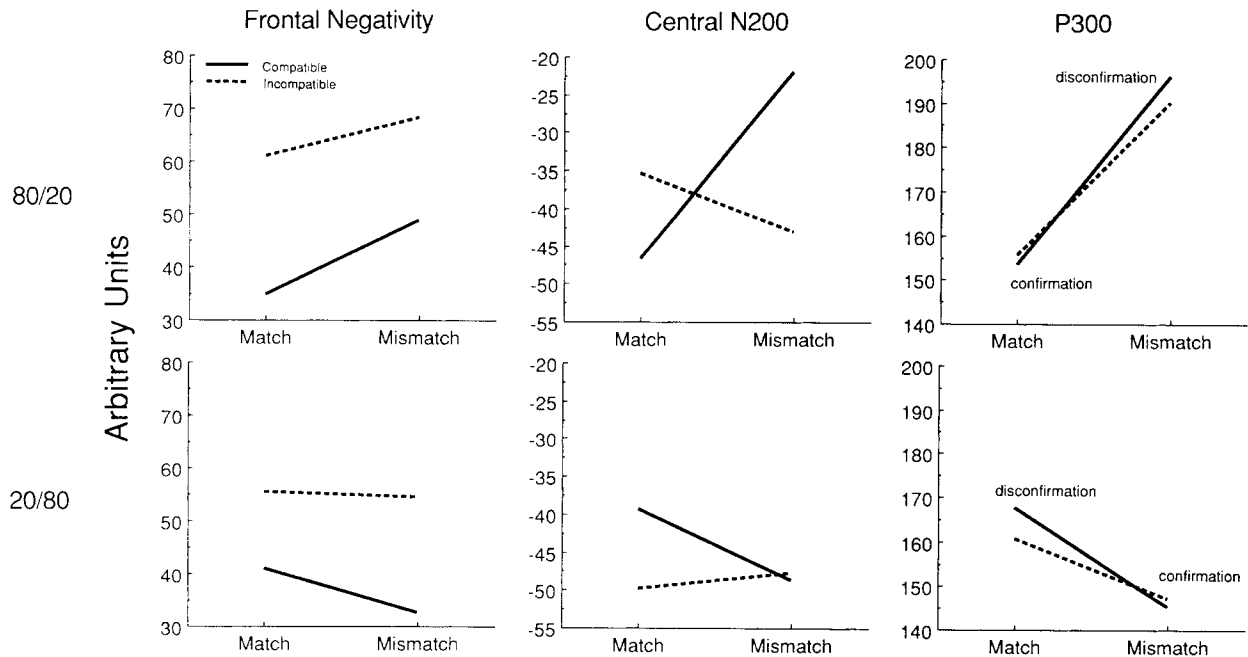 Frontal Negativity
Central N200
P300
80/20
20/80
Arbitrary Units
80
70
60
50
40
30
Compatible
Incompatible
Match
Mismatch
-20
-25
-30
-35
-40
-45
-50
-55
Match
Mismatch
200
190
180
170
160
150
140
disconfirmation
confirmation
Match
Mismatch
80
70
60
50
40
30
Match
Mismatch
-20
-25
-30
-35
-40
-45
-50
-55
Match
Mismatch
200
190
180
170
160
150
140
disconfirmation
confirmation
Match
Mismatch